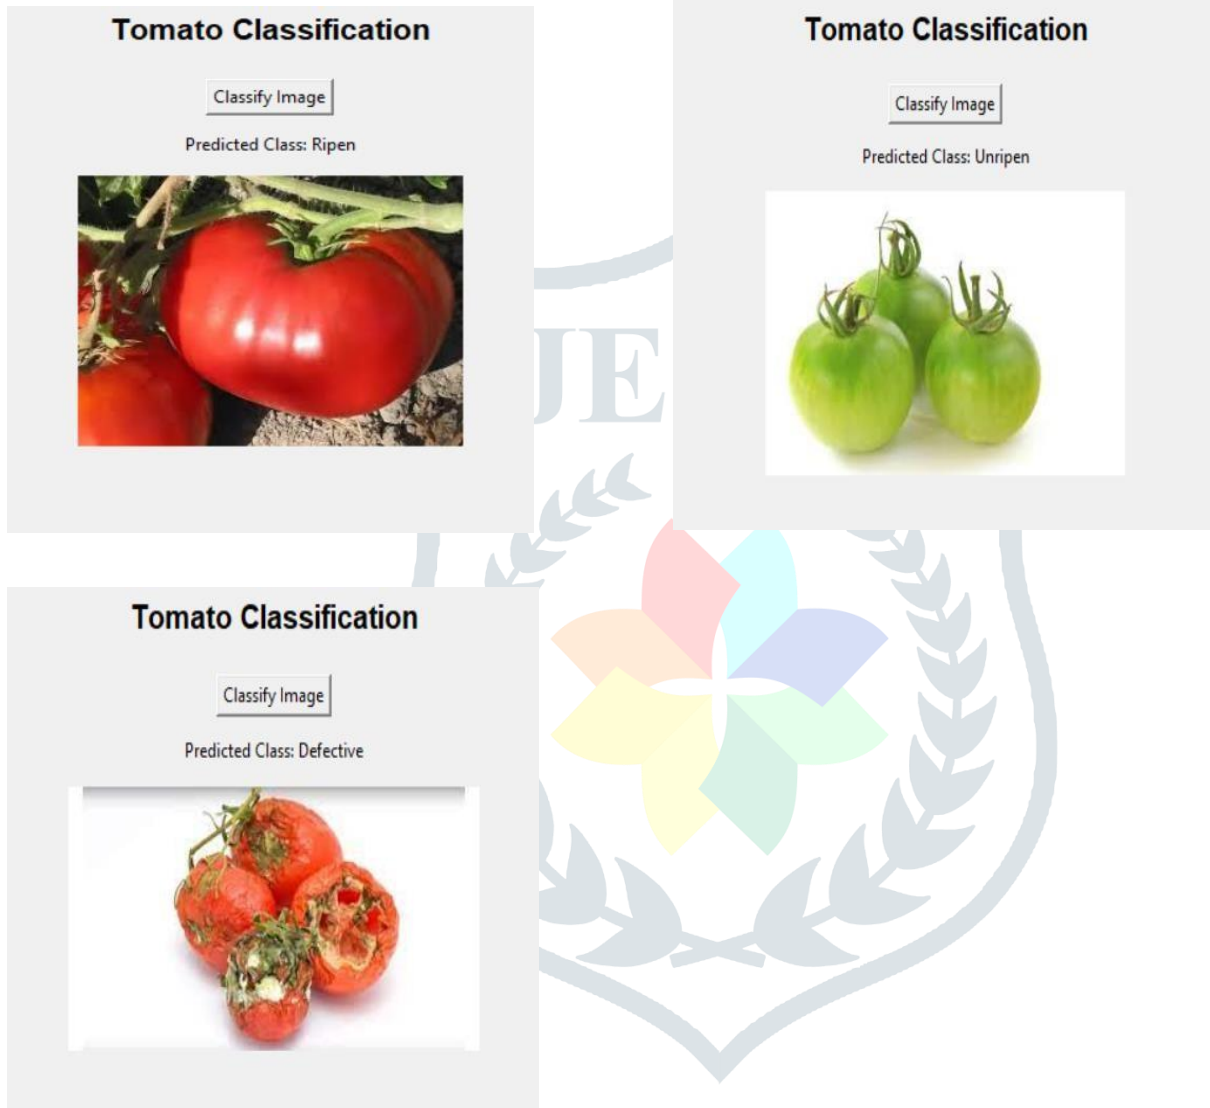 Tomato Classification
Classify Image
Predicted Class: Ripen
Tomato Classification
Classify Image
Predicted Class: Unripen
JE
Tomato Classification
Classify Image
Predicted Class: Defective